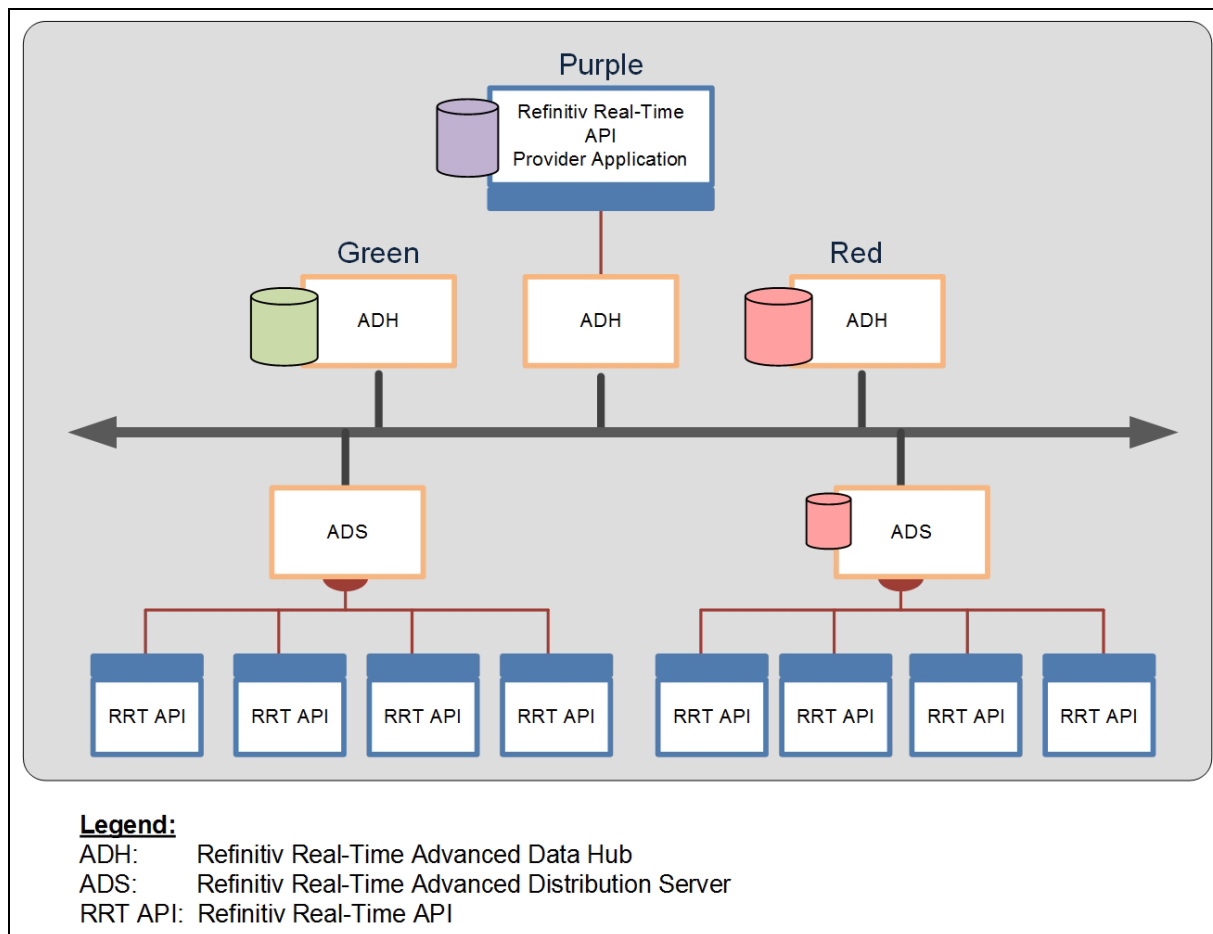 Purple
Refinitiv Real-Time
API
Provider Application
Green
Red
ADH
ADH
ADH
ADS
ADS
RRT API
RRT API
RRT API
RRT API
RRT API
RRT API
RRT API
RRT API
Legend:
ADH: Refinitiv Real-Time Advanced Data Hub
ADS: Refinitiv Real-Time Advanced Distribution Server
RRT API: Refinitiv Real-Time API